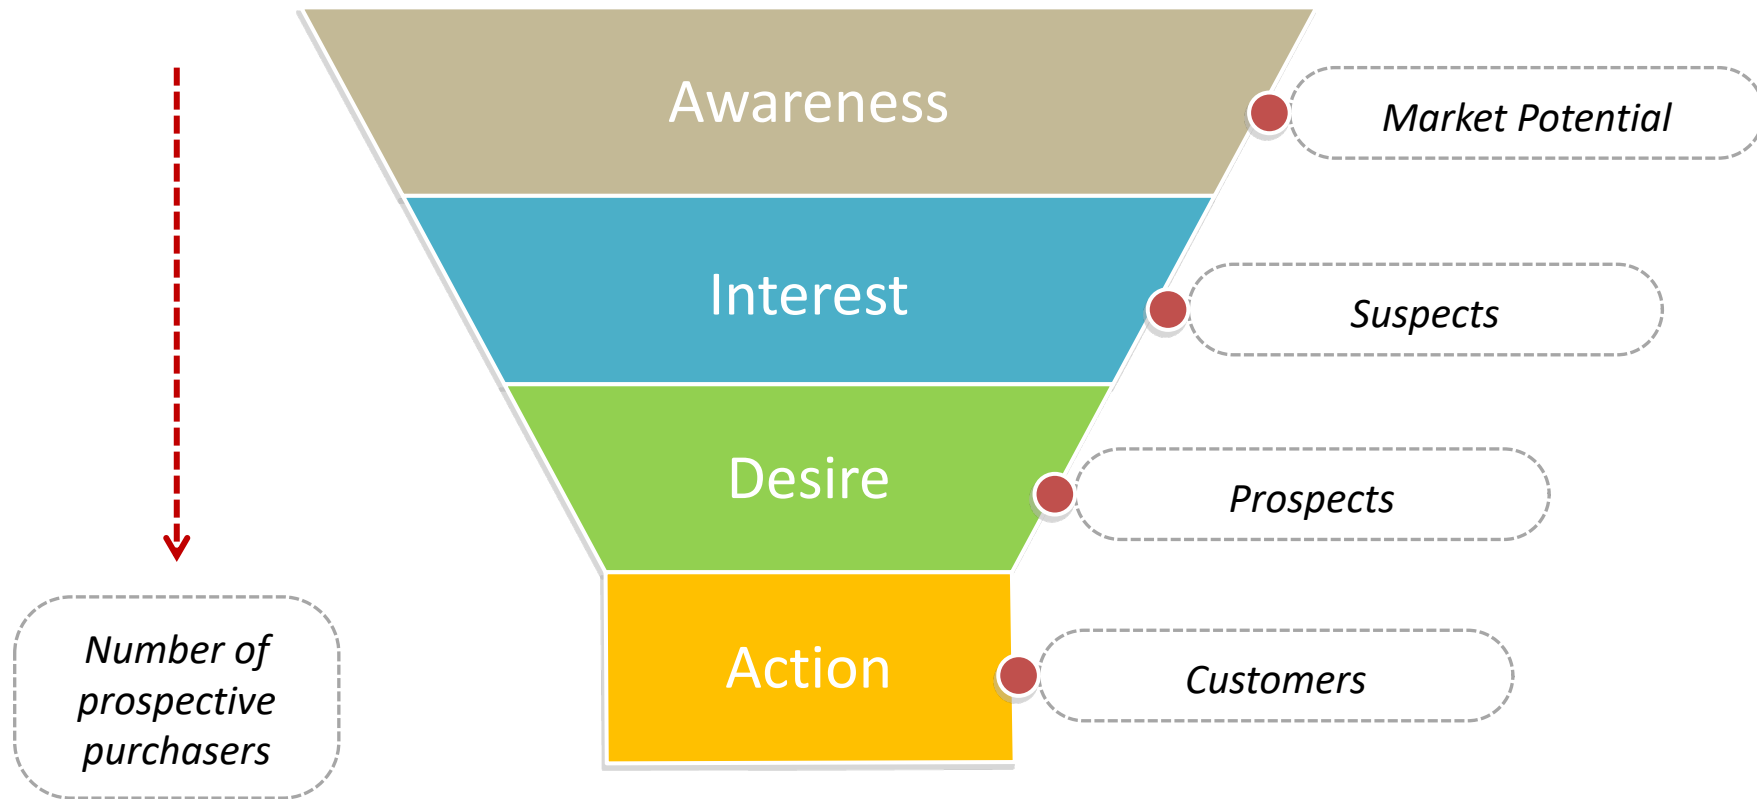 Awareness
Market Potential
Interest
Suspects
Desire
Prospects
Action
Customers
Number of
prospective
purchasers